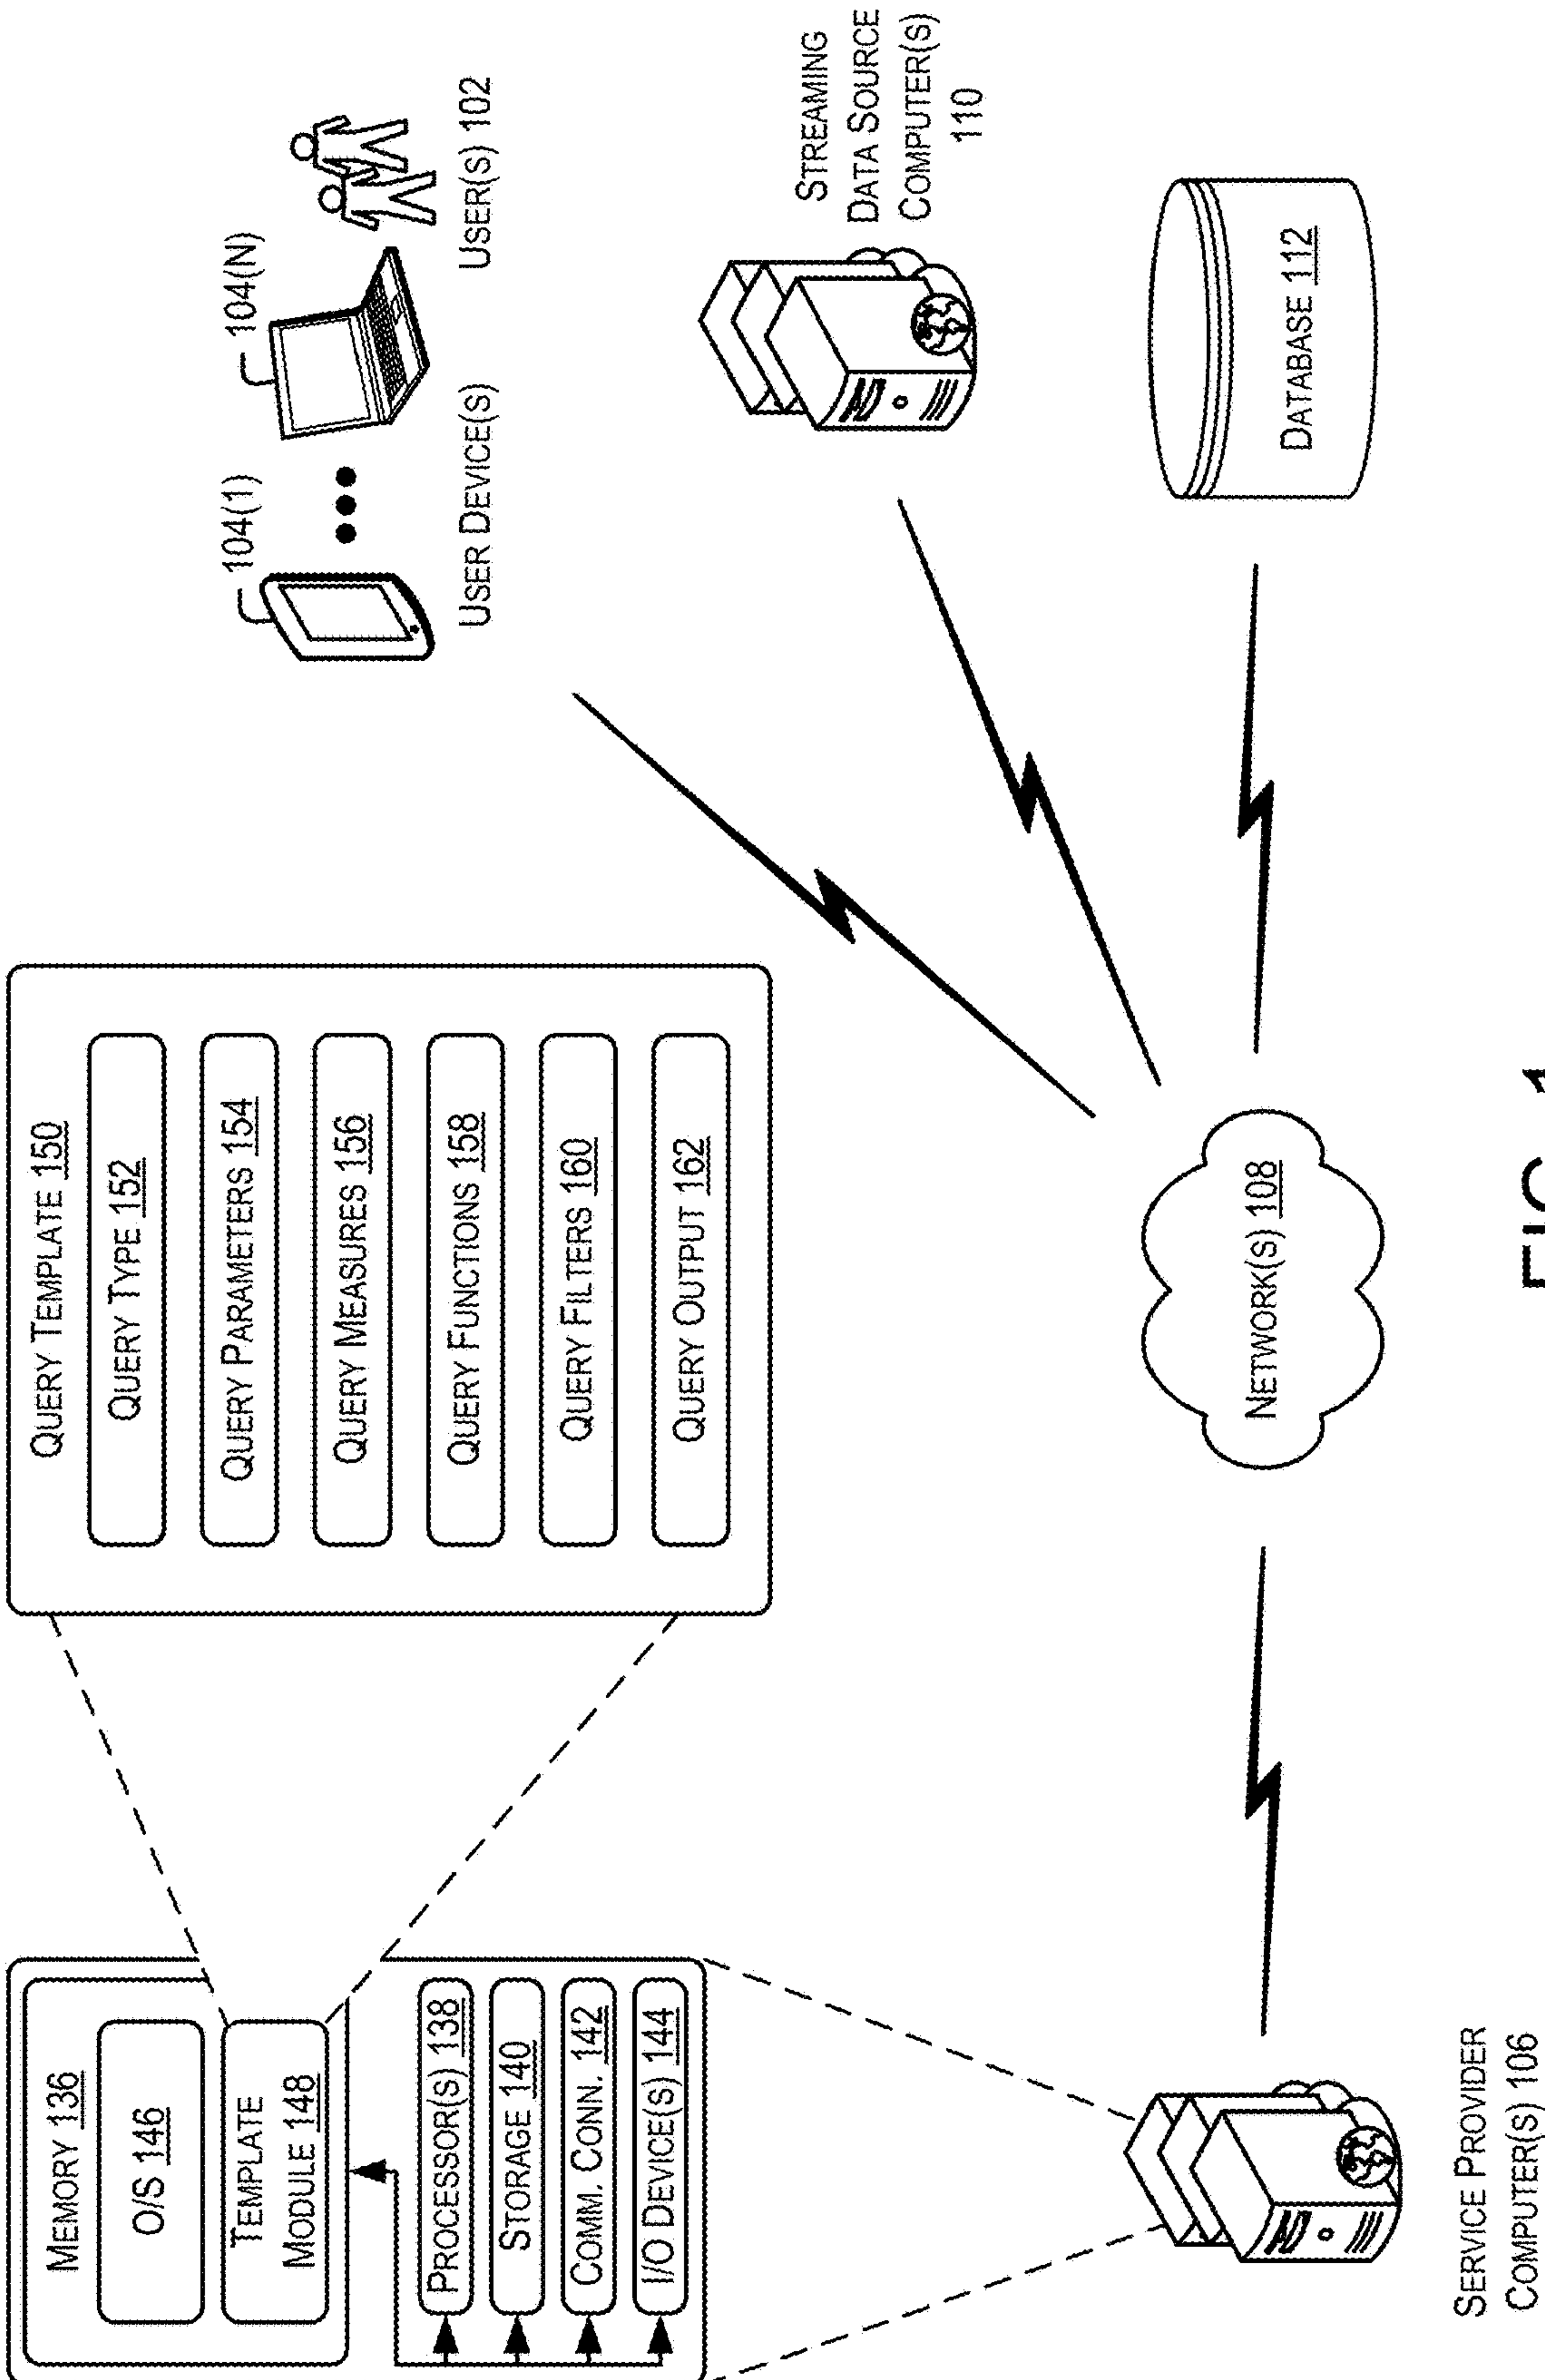 MEMORY 136
O/S 146
TEMPLATE
MODULE 148
PROCESSOR(S) 138
STORAGE 140
COMM. CONN. 142
I/O DEVICE(S) 144
QUERY TEMPLATE 150
QUERY TYPE 152
QUERY PARAMETERS 154
QUERY MEASURES 156
QUERY FUNCTIONS 158
QUERY FILTERS 160
QUERY OUTPUT 162
104(1)
104(N)
USER DEVICE(S)
USER(S) 102
STREAMING
DATA SOURCE
COMPUTER(S)
110
DATABASE 112
NETWORK(S) 108
SERVICE PROVIDER
COMPUTER(S) 106
FIG. 1